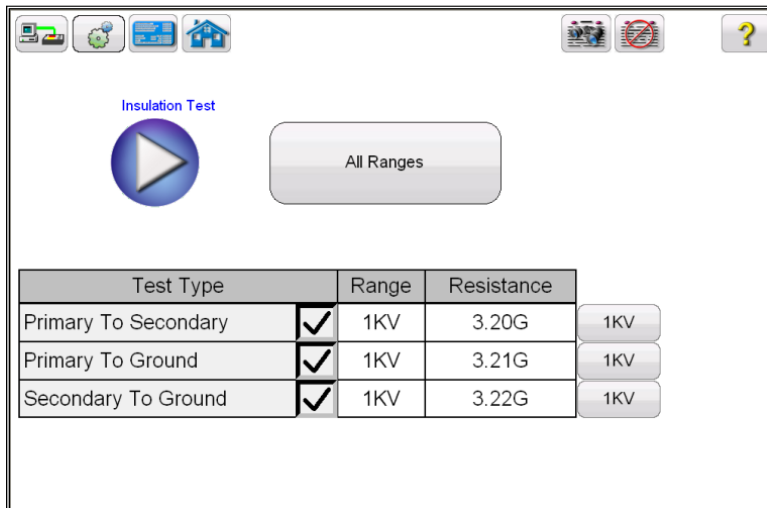 ?
Insulation Test
All Ranges
Test Type Range Resistance
Primary To Secondary 1KV 3.20G 1KV
Primary To Ground 1KV 3.21G 1KV
Secondary To Ground 1KV 3.22G 1KV